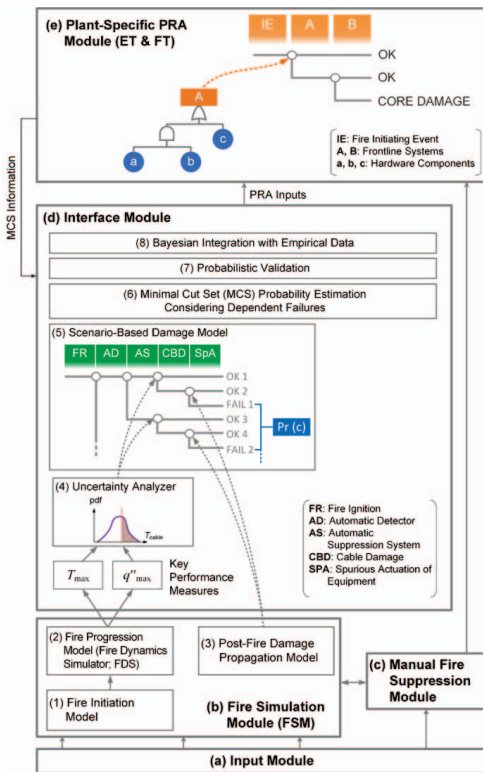 (e) Plant-Specific PRA
Module (ET & FT)
IE A B
OK
OK
CORE DAMAGE
A
c
a b
IE: Fire Initiating Event
A, B: Frontline Systems
a, b, c: Hardware Components
MCS Information
PRA Inputs
(d) Interface Module
(8) Bayesian Integration with Empirical Data
(7) Probabilistic Validation
(6) Minimal Cut Set (MCS) Probability Estimation
Considering Dependent Failures
(5) Scenario-Based Damage Model
FR AD AS CBD SpA
OK 1
OK 2
FAIL 1
OK 3
OK 4
FAIL 2
Pr (c)
(4) Uncertainty Analyzer
pdf
Tcable
FR: Fire Ignition
AD: Automatic Detector
AS: Automatic
Suppression System
CBD: Cable Damage
SPA: Spurious Actuation of
Equipment
Tmax q″max
Key
Performance
Measures
(2) Fire Progression
Model (Fire Dynamics
Simulator; FDS)
(3) Post-Fire Damage
Propagation Model
(1) Fire Initiation
Model
(b) Fire Simulation
Module (FSM)
(c) Manual Fire
Suppression
Module
(a) Input Module